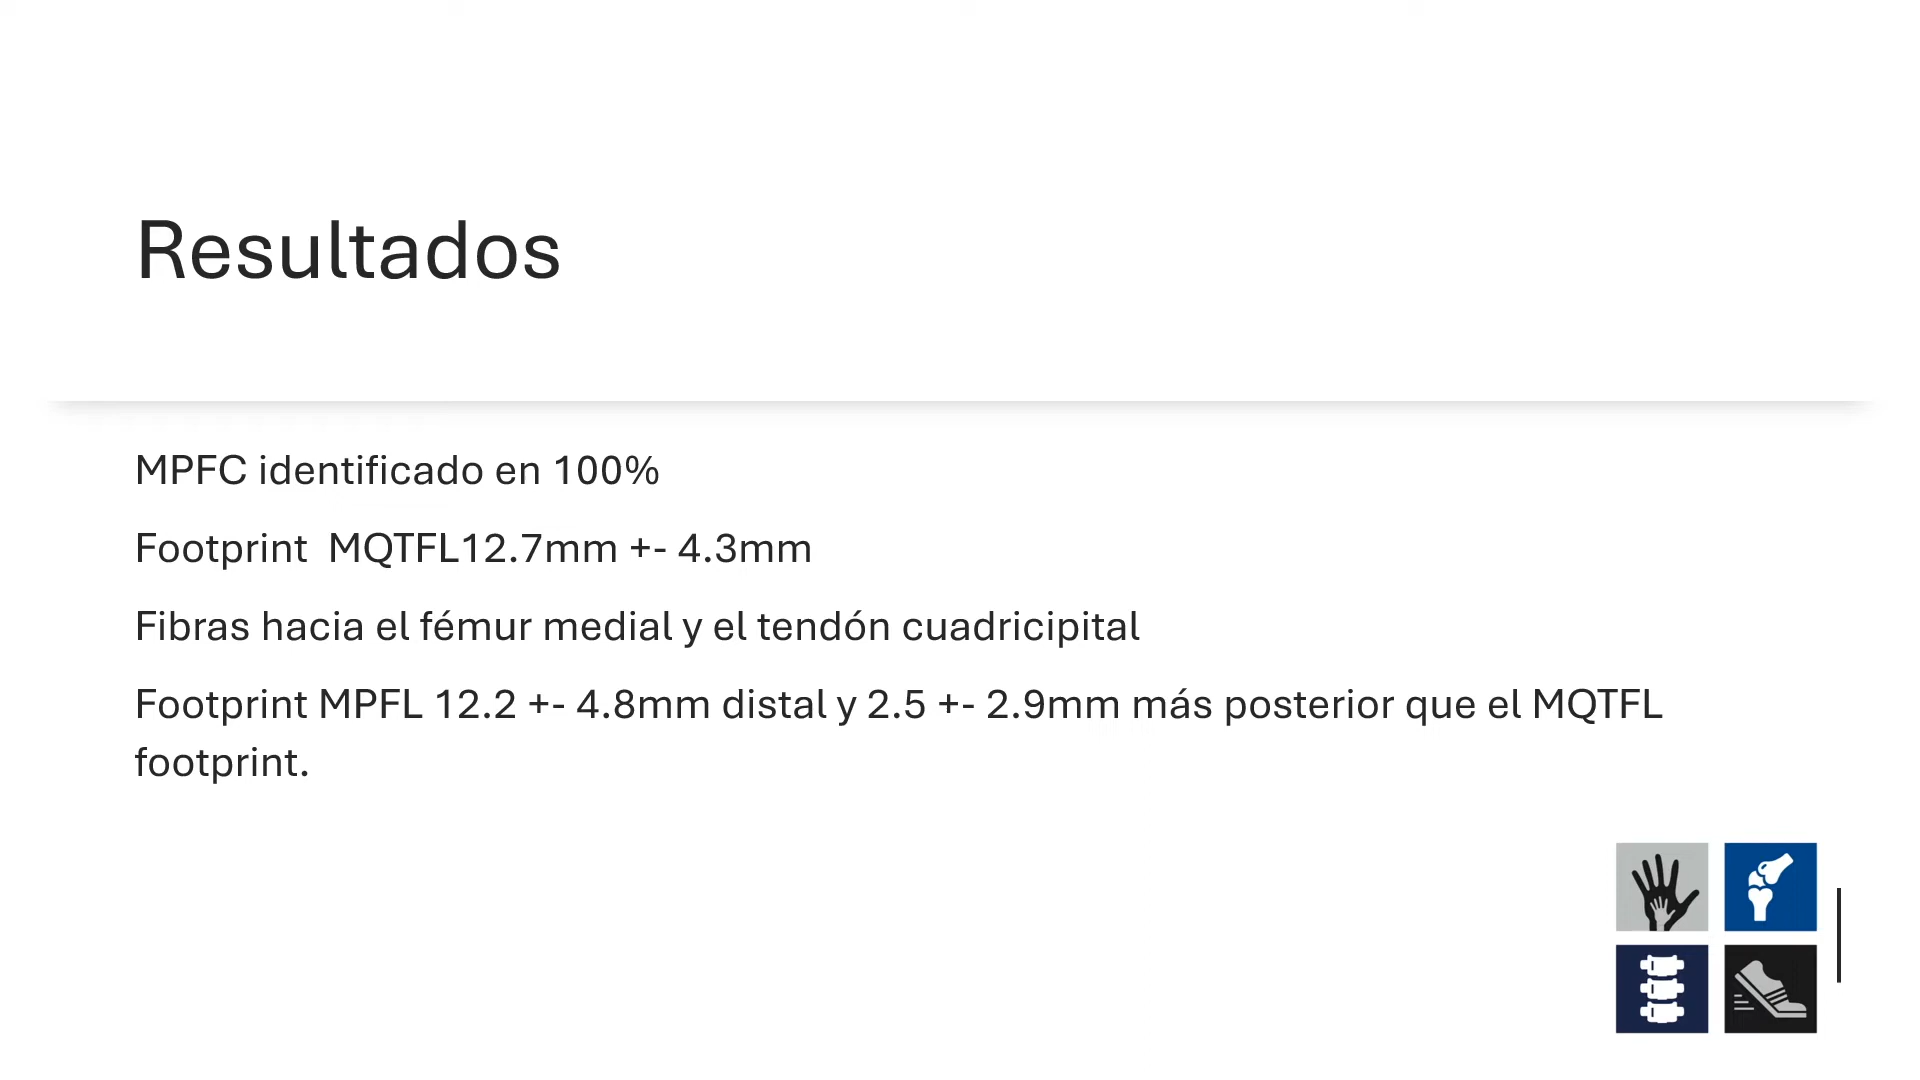 Resultados
MPFC identificado en 100%
Footprint  MQTFL12.7mm +- 4.3mm
Fibras hacia el fémur medial y el tendón cuadricipital
Footprint MPFL 12.2 +- 4.8mm distal y 2.5 +- 2.9mm más posterior que el MQTFL
footprint.